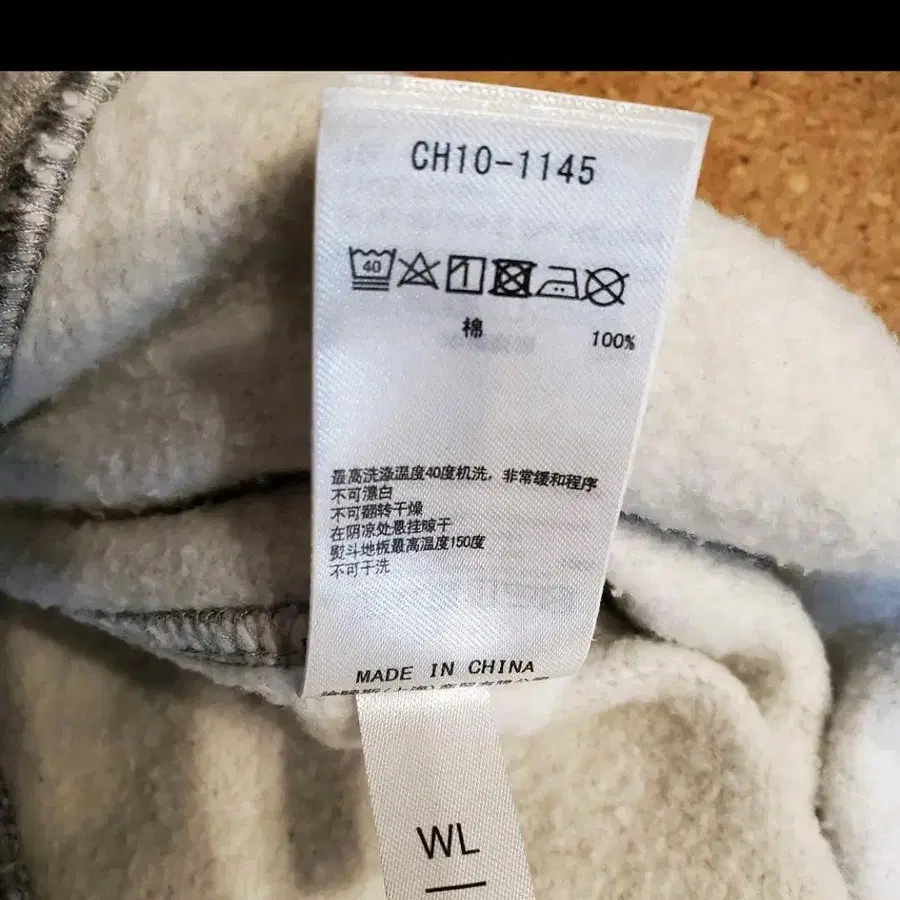 CH10-1145
40
棉 100%
最高洗涤温度40度机洗，非常缓和程序
不可漂白
不可翻转干燥
在阴凉处悬挂晾干
熨斗地板最高温度150度
不可干洗
MADE IN CHINA
WL